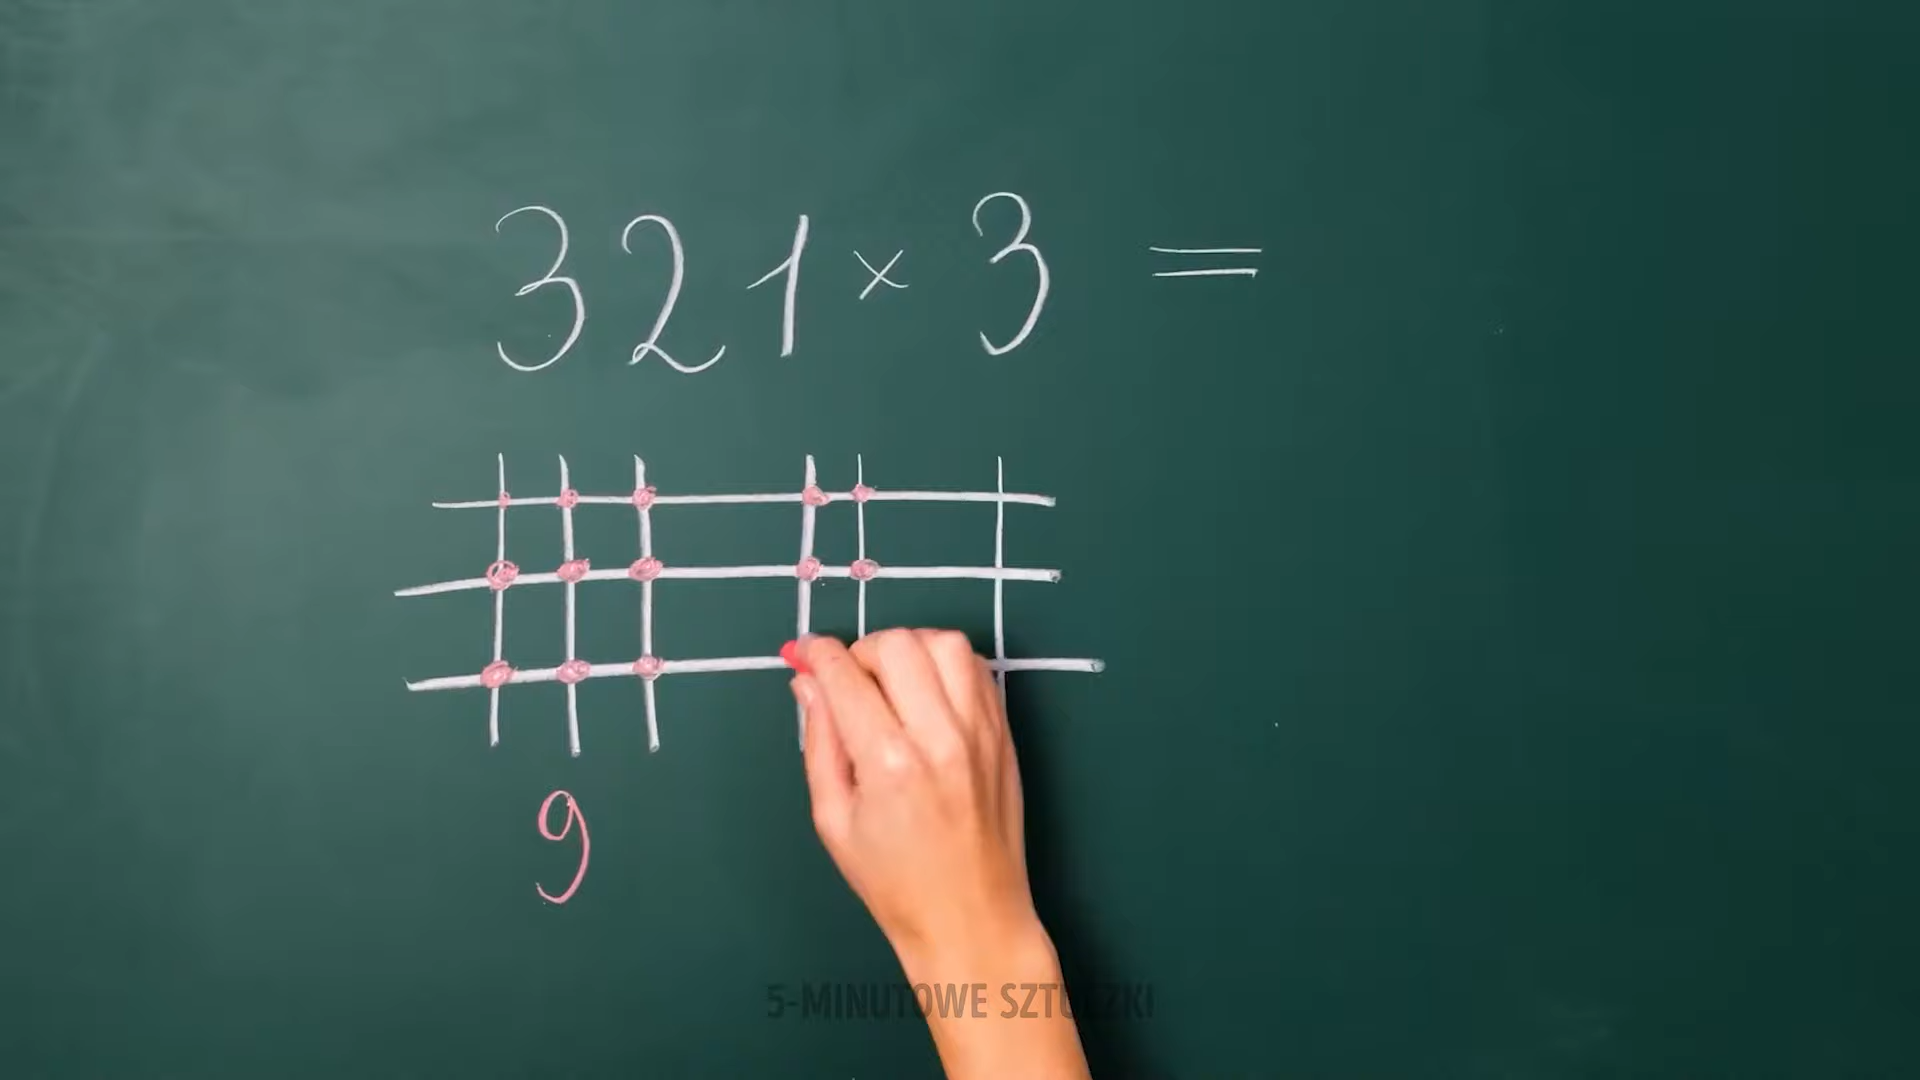 321 × 3 =
9
5-MINUTOWE SZTUCZKI